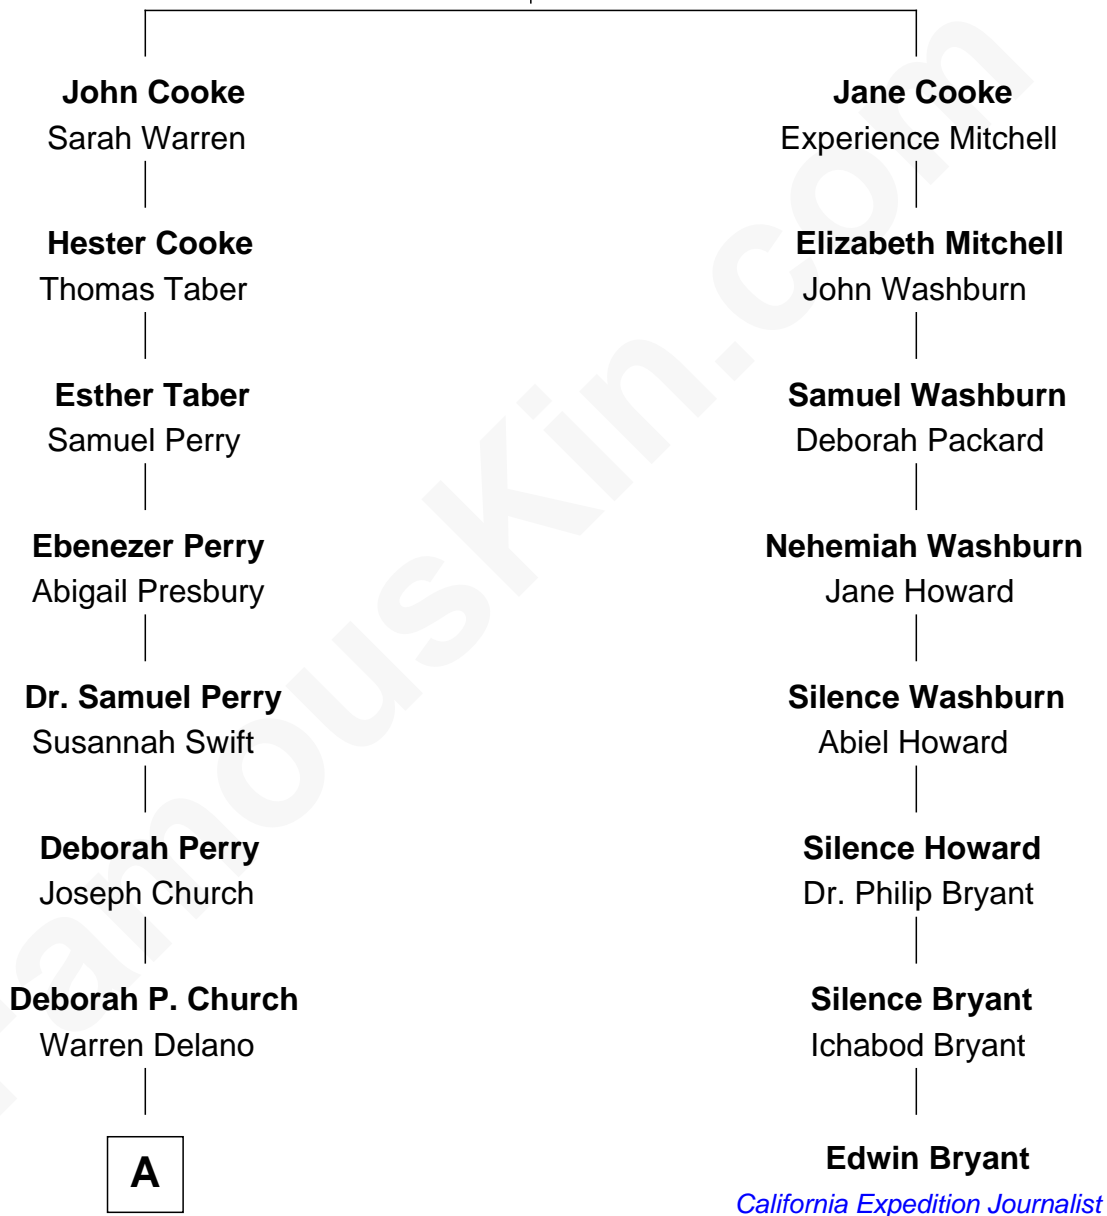 John Cooke
Sarah Warren
Hester Cooke
Thomas Taber
Esther Taber
Samuel Perry
Ebenezer Perry
Abigail Presbury
Dr. Samuel Perry
Susannah Swift
Deborah Perry
Joseph Church
Deborah P. Church
Warren Delano
A
Jane Cooke
Experience Mitchell
Elizabeth Mitchell
John Washburn
Samuel Washburn
Deborah Packard
Nehemiah Washburn
Jane Howard
Silence Washburn
Abiel Howard
Silence Howard
Dr. Philip Bryant
Silence Bryant
Ichabod Bryant
Edwin Bryant
California Expedition Journalist
FamousKin.com